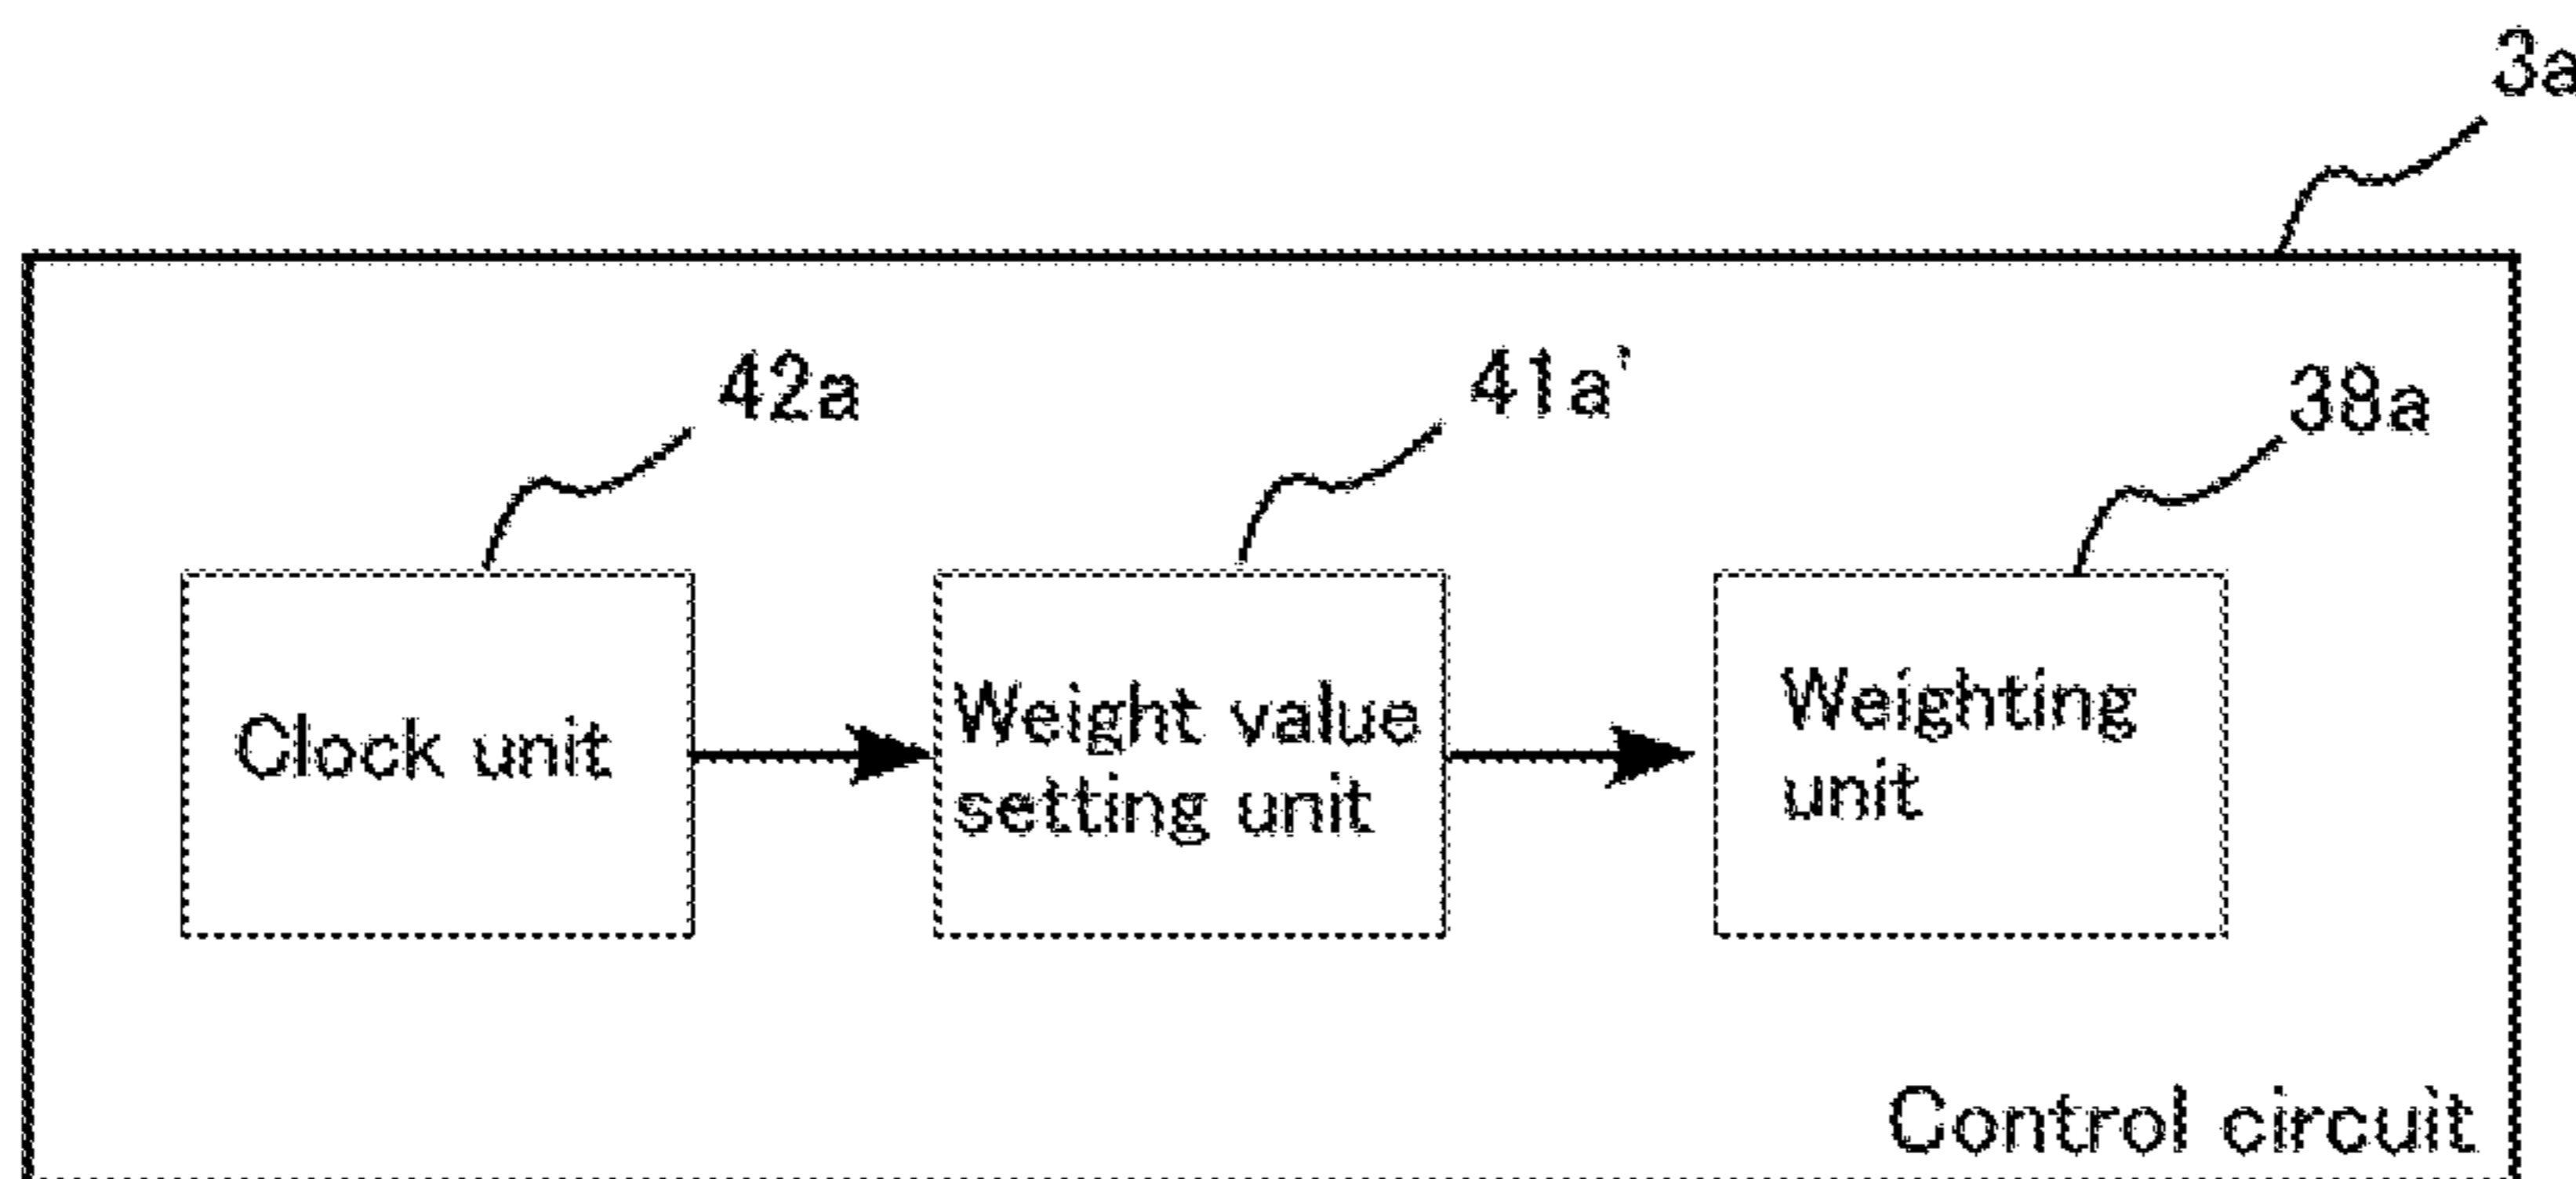 3a
42a
41a'
38a
Clock unit
Weight value
setting unit
Weighting
unit
Control circuit